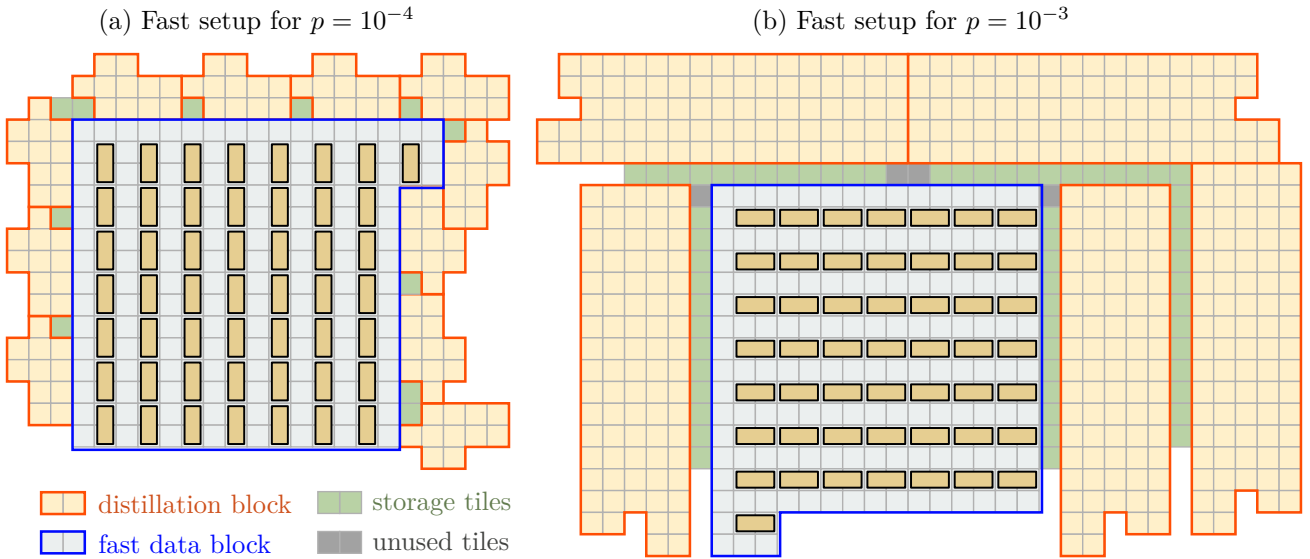 (a) Fast setup for p = 10⁻⁴
(b) Fast setup for p = 10⁻³
distillation block
storage tiles
fast data block
unused tiles